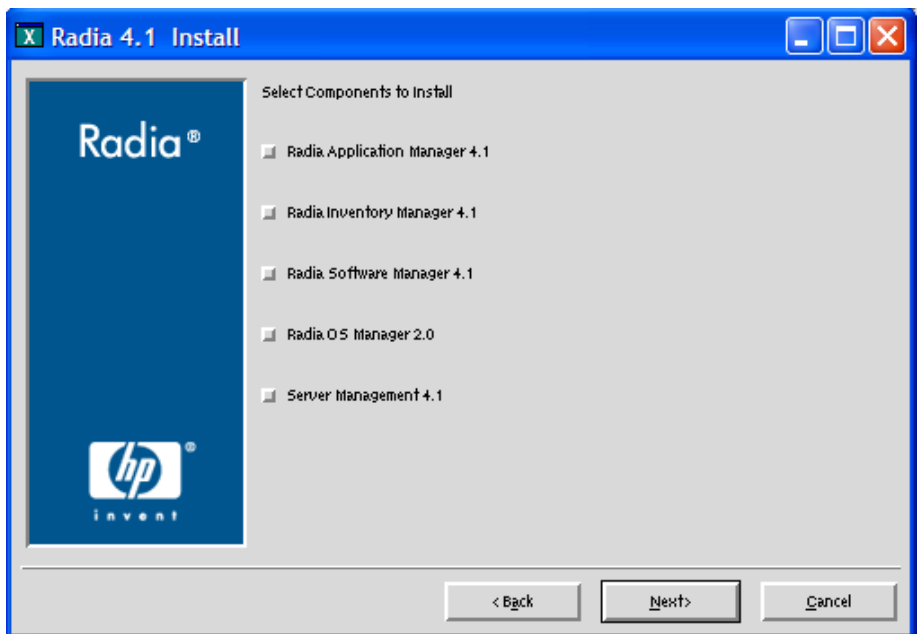 X Radia 4.1 Install
Radia®
Select Components to Install
Radia Application Manager 4.1
Radia Inventory Manager 4.1
Radia Software Manager 4.1
Radia OS Manager 2.0
Server Management 4.1
hp®
invent
< Back
Next>
Cancel